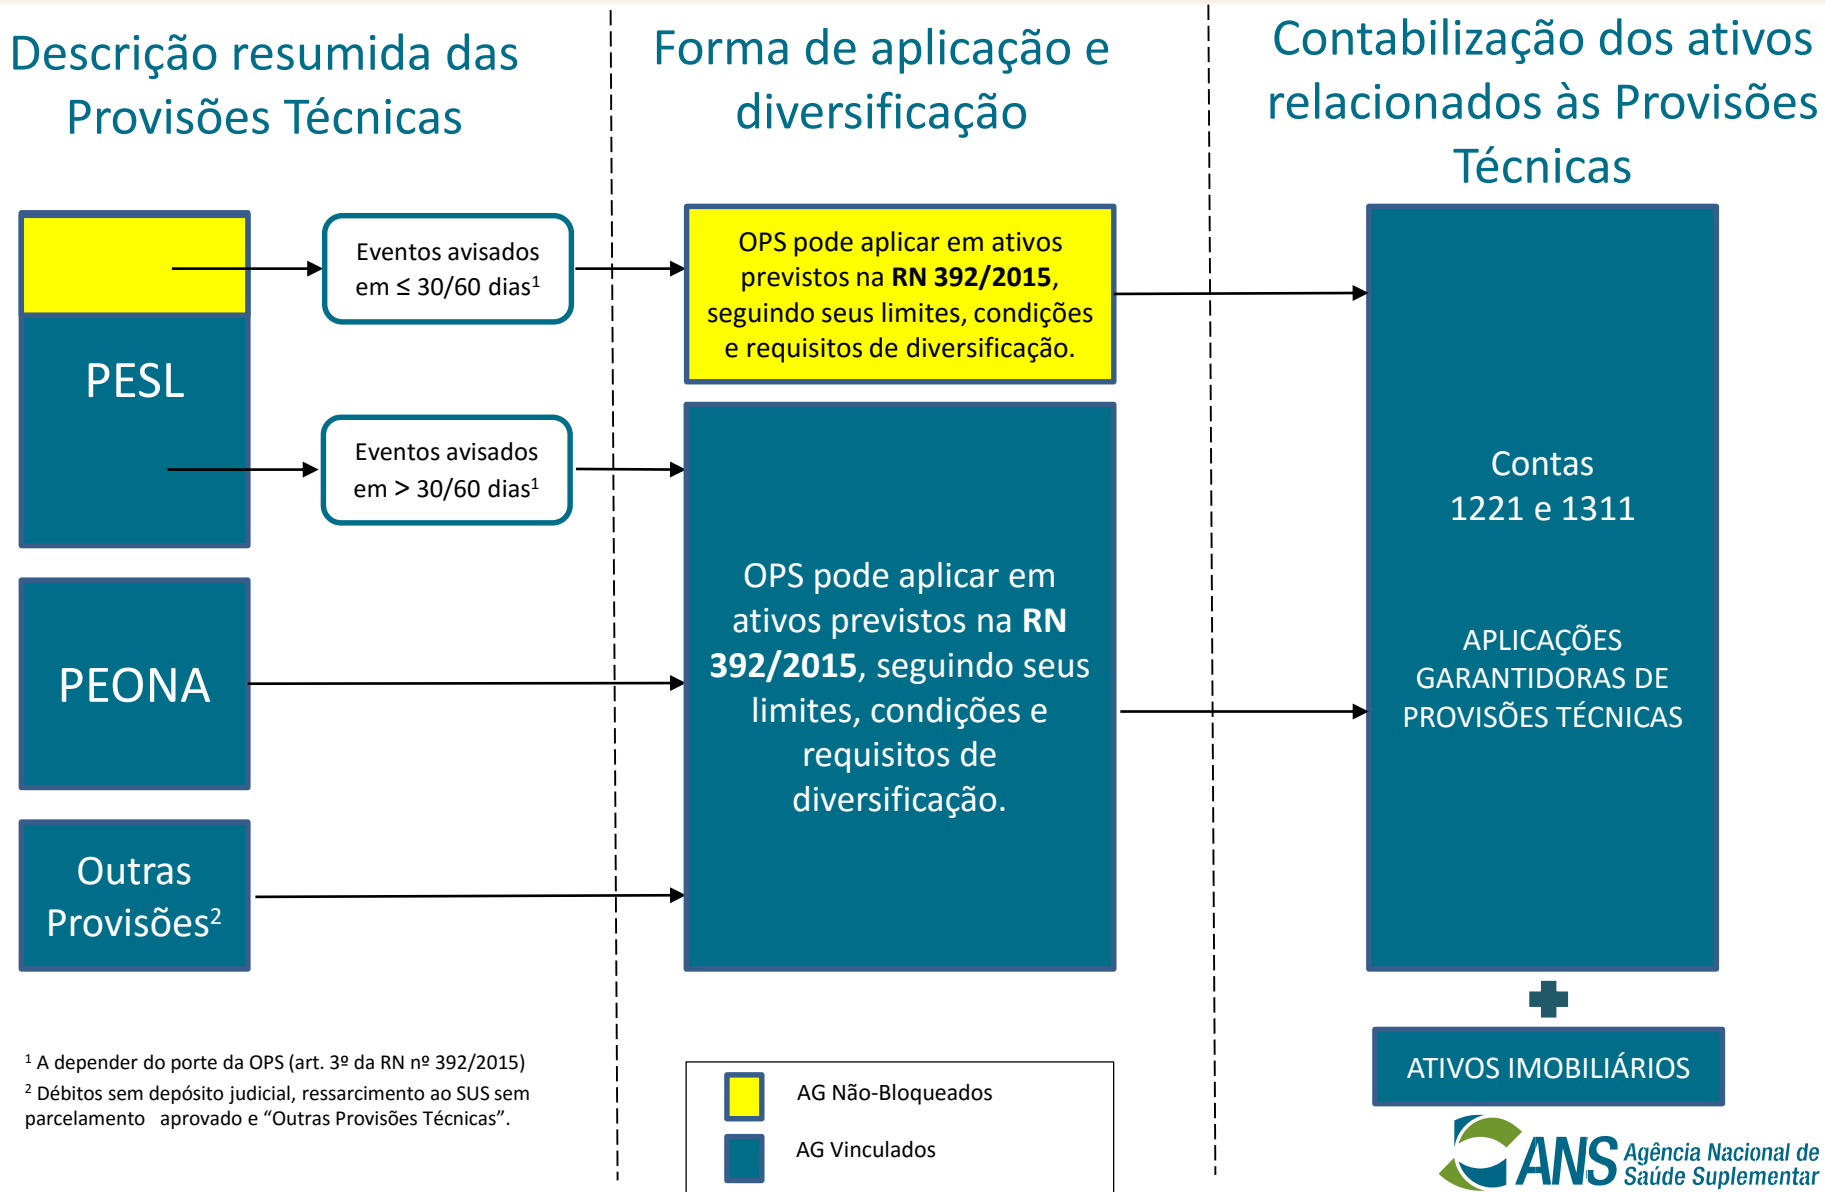 Descrição resumida das
Provisões Técnicas
Forma de aplicação e
diversificação
Contabilização dos ativos
relacionados às Provisões
Técnicas
Eventos avisados
em ≤ 30/60 dias¹
PESL
Eventos avisados
em > 30/60 dias¹
PEONA
Outras
Provisões²
OPS pode aplicar em ativos
previstos na RN 392/2015,
seguindo seus limites, condições
e requisitos de diversificação.
OPS pode aplicar em
ativos previstos na RN
392/2015, seguindo seus
limites, condições e
requisitos de
diversificação.
Contas
1221 e 1311
APLICAÇÕES
GARANTIDORAS DE
PROVISÕES TÉCNICAS
ATIVOS IMOBILIÁRIOS
¹ A depender do porte da OPS (art. 3º da RN nº 392/2015)
² Débitos sem depósito judicial, ressarcimento ao SUS sem
parcelamento aprovado e “Outras Provisões Técnicas”.
AG Não-Bloqueados
AG Vinculados
ANS Agência Nacional de
Saúde Suplementar